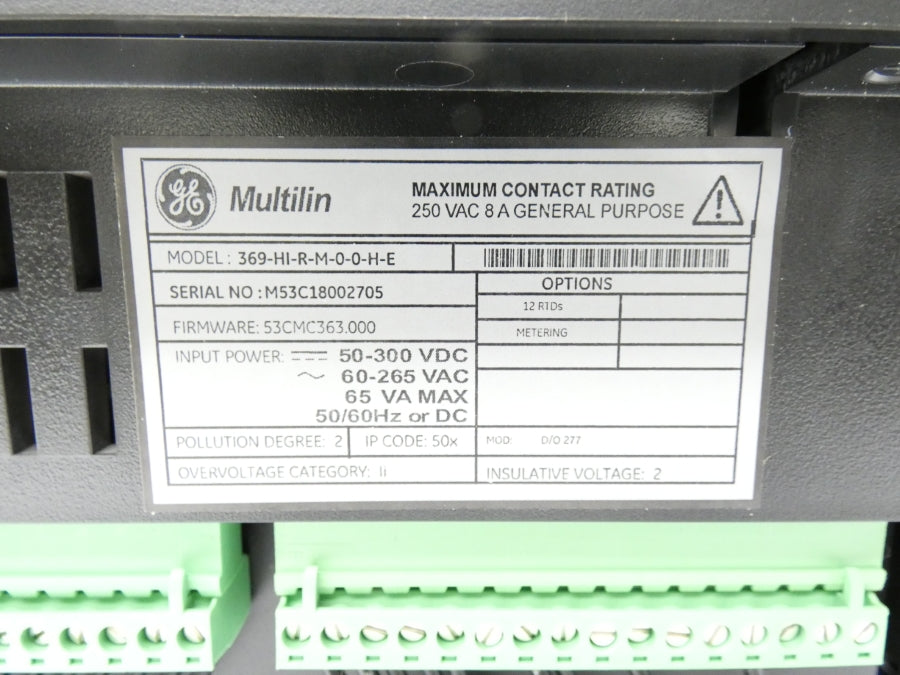 GE Multilin
MAXIMUM CONTACT RATING
250 VAC 8 A GENERAL PURPOSE
MODEL : 369-HI-R-M-0-0-H-E
SERIAL NO : M53C18002705
FIRMWARE: 53CMC363.000
INPUT POWER: 50-300 VDC
60-265 VAC
65 VA MAX
50/60Hz or DC
POLLUTION DEGREE: 2 IP CODE: 50x
OVERVOLTAGE CATEGORY: Ii
OPTIONS
12 RTDs
METERING
MOD: D/O 277
INSULATIVE VOLTAGE: 2